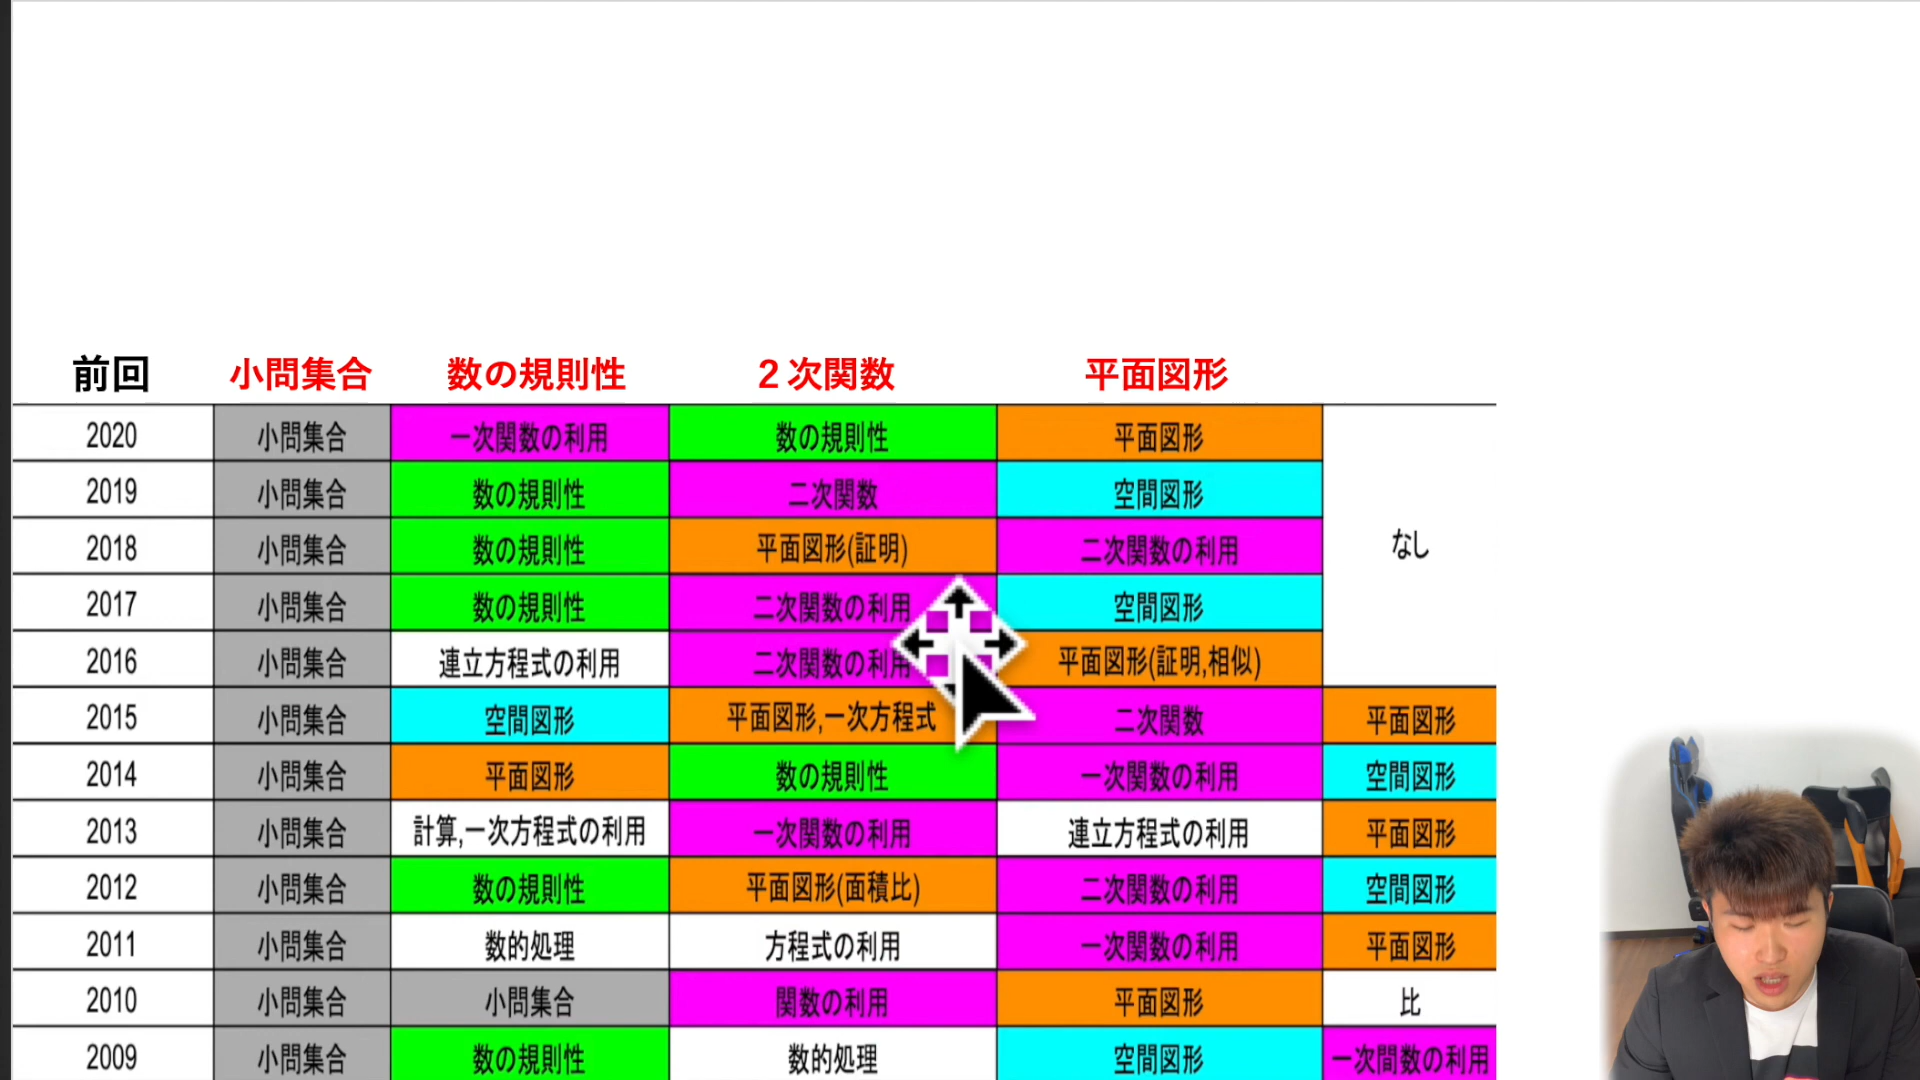 前回 小問集合 数の規則性 2次関数 平面図形
2020 小問集合 一次関数の利用 数の規則性 平面図形
2019 小問集合 数の規則性 二次関数 空間図形
2018 小問集合 数の規則性 平面図形(証明) 二次関数の利用 なし
2017 小問集合 数の規則性 二次関数の利用 空間図形
2016 小問集合 連立方程式の利用 二次関数の利用 平面図形(証明,相似)
2015 小問集合 空間図形 平面図形,一次方程式 二次関数 平面図形
2014 小問集合 平面図形 数の規則性 一次関数の利用 空間図形
2013 小問集合 計算,一次方程式の利用 一次関数の利用 連立方程式の利用 平面図形
2012 小問集合 数の規則性 平面図形(面積比) 二次関数の利用 空間図形
2011 小問集合 数的処理 方程式の利用 一次関数の利用 平面図形
2010 小問集合 小問集合 関数の利用 平面図形 比
2009 小問集合 数の規則性 数的処理 空間図形 一次関数の利用